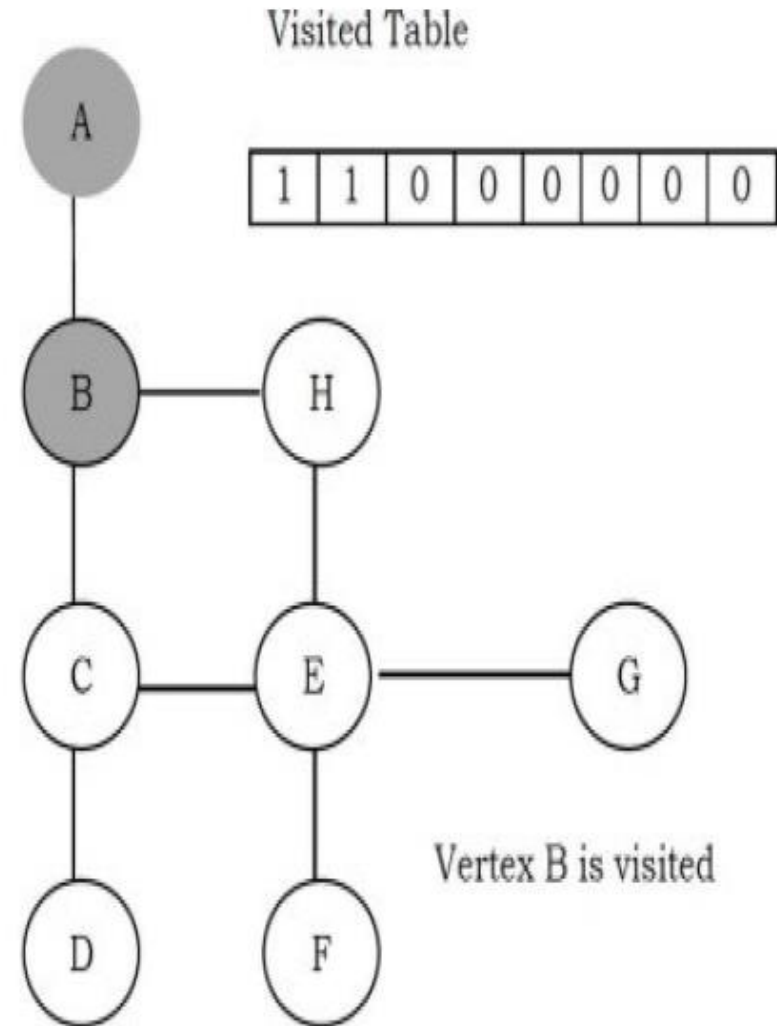 Visited Table
A
1 1 0 0 0 0 0 0
B H
C E G
Vertex B is visited
D F